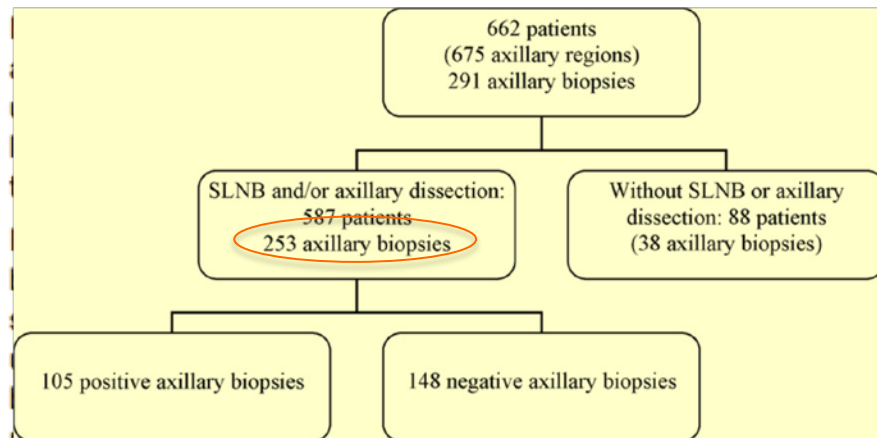 662 patients
(675 axillary regions)
291 axillary biopsies
SLNB and/or axillary dissection:
587 patients
253 axillary biopsies
Without SLNB or axillary
dissection: 88 patients
(38 axillary biopsies)
105 positive axillary biopsies
148 negative axillary biopsies